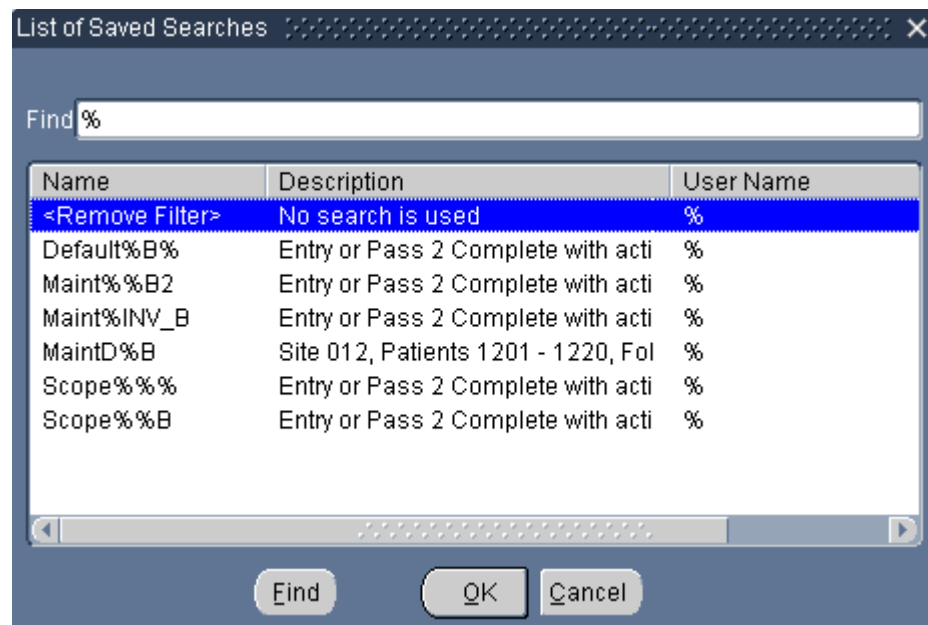 List of Saved Searches
Find %
Name Description User Name
<Remove Filter> No search is used %
Default%B% Entry or Pass 2 Complete with acti %
Maint%%B2 Entry or Pass 2 Complete with acti %
Maint%INV_B Entry or Pass 2 Complete with acti %
MaintD%B Site 012, Patients 1201 - 1220, Fol %
Scope%%% Entry or Pass 2 Complete with acti %
Scope%%B Entry or Pass 2 Complete with acti %
Find OK Cancel